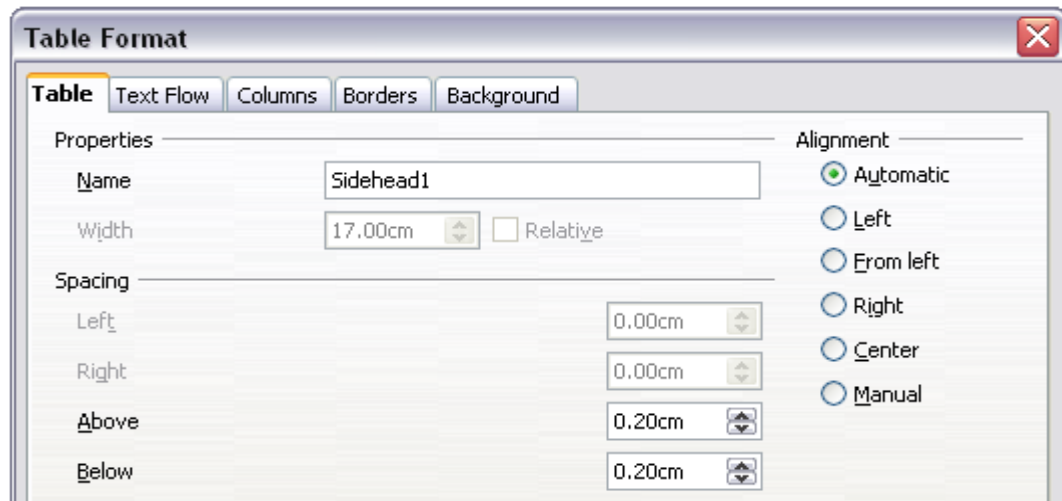 Table Format
Table Text Flow Columns Borders Background
Properties
Name Sidehead1
Width 17.00cm Relative
Spacing
Left 0.00cm
Right 0.00cm
Above 0.20cm
Below 0.20cm
Alignment
Automatic
Left
From left
Right
Center
Manual